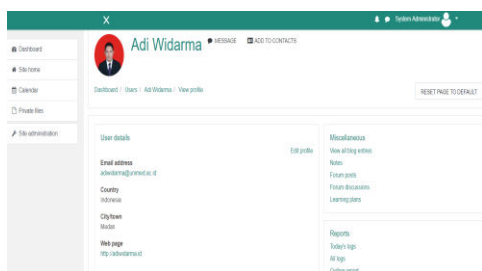 X
System Administrator
Adi Widarma
MESSAGE
ADD TO CONTACTS
Dashboard / Users / Adi Widarma / View profile
RESET PAGE TO DEFAULT
Dashboard
Site home
Calendar
Private files
Site administration
User details
Edit profile
Email address
Country
Indonesia
City/town
Medan
Web page
http://adiwidarma.id
Miscellaneous
View all blog entries
Notes
Forum posts
Forum discussions
Learning plans
Reports
Today's logs
All logs